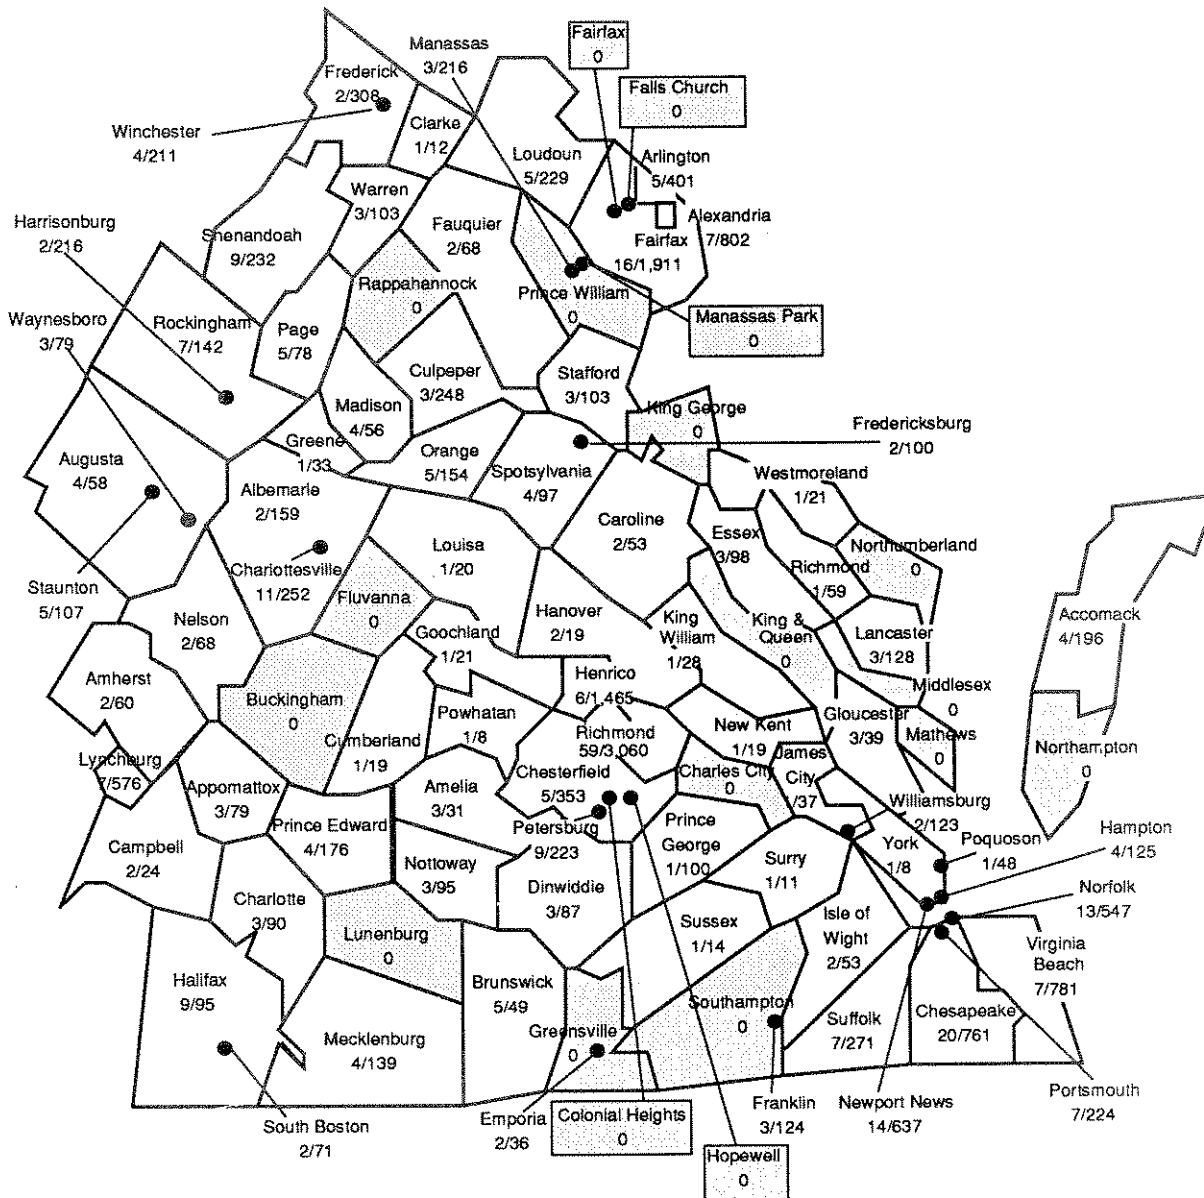 Fairfax
0
Manassas
3/216
Frederick
2/308
Falls Church
0
Winchester
4/211
Clarke
1/12
Loudoun
5/229
Arlington
5/401
Warren
3/103
Harrisonburg
2/216
Shenandoah
9/232
Fauquier
2/68
Alexandria
7/802
Fairfax
16/1,911
Rappahannock
0
Prince William
0
Manassas Park
0
Waynesboro
3/79
Rockingham
7/142
Page
5/78
Culpeper
3/248
Stafford
3/103
Madison
4/56
King George
0
Fredericksburg
2/100
Greene
1/33
Orange
5/154
Spotsylvania
4/97
Westmoreland
1/21
Augusta
4/58
Albemarle
2/159
Caroline
2/53
Essex
3/98
Northumberland
0
Louisa
1/20
Richmond
1/59
Charlottesville
11/252
Staunton
5/107
Fluvanna
0
Nelson
2/68
Goochland
1/21
Hanover
2/19
King
William
1/28
King &
Queen
0
Lancaster
3/128
Accomack
4/196
Amherst
2/60
Buckingham
0
Henrico
6/1,465
Middlesex
0
Powhatan
1/8
Richmond
59/3,060
New Kent
1/19
Gloucester
3/39
Mathews
0
Northampton
0
Cumberland
1/19
Lynchburg
7/576
Appomattox
3/79
Amelia
3/31
Chesterfield
5/353
Charles City
0
James
City
/37
Williamsburg
2/123
Prince Edward
4/176
Petersburg
9/223
Prince
George
1/100
Surry
1/11
York
1/8
Poquoson
1/48
Hampton
4/125
Campbell
2/24
Nottoway
3/95
Dinwiddie
3/87
Norfolk
13/547
Charlotte
3/90
Lunenburg
0
Sussex
1/14
Isle of
Wight
2/53
Virginia
Beach
7/781
Halifax
9/95
Brunswick
5/49
Southampton
0
Suffolk
7/271
Chesapeake
20/761
Mecklenburg
4/139
Greensville
0
Portsmouth
7/224
South Boston
2/71
Emporia
2/36
Colonial Heights
0
Franklin
3/124
Newport News
14/637
Hopewell
0